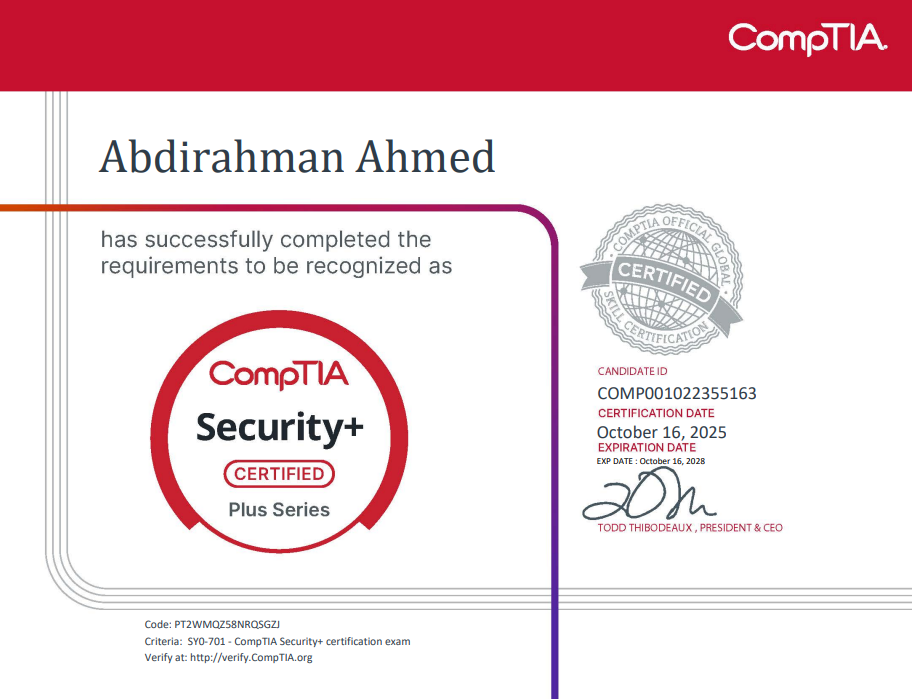 CompTIA.
Abdirahman Ahmed
has successfully completed the
requirements to be recognized as
COMPTIA OFFICIAL GLOBAL
CERTIFIED
SKILL CERTIFICATION
CompTIA
Security+
CERTIFIED
Plus Series
CANDIDATE ID
COMP001022355163
CERTIFICATION DATE
October 16, 2025
EXPIRATION DATE
EXP DATE : October 16, 2028
TODD THIBODEAUX , PRESIDENT & CEO
Code: PT2WMQZ58NRQSGZJ
Criteria: SY0-701 - CompTIA Security+ certification exam
Verify at: http://verify.CompTIA.org